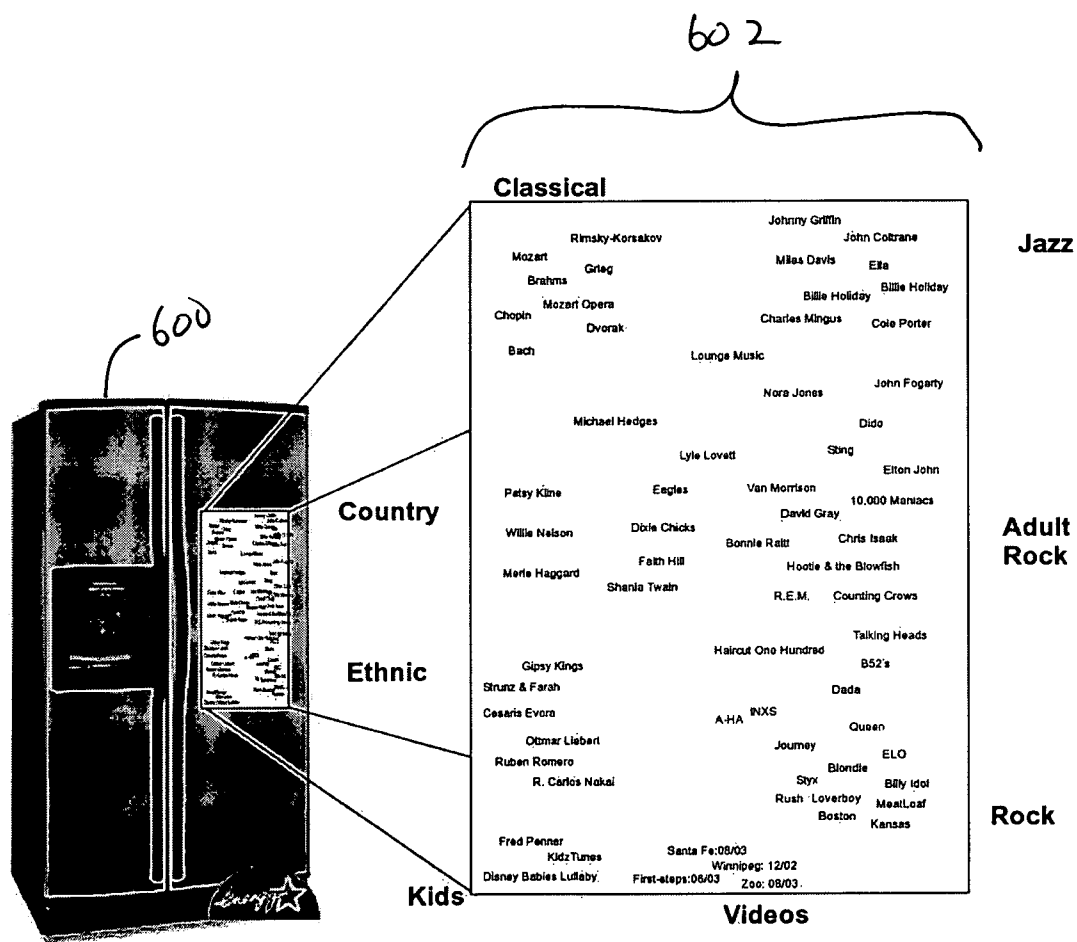 602
Classical
Johnny Griffin
Rimsky-Korsakov
John Coltrane
Jazz
Mozart
Miles Davis
Ella
Grieg
Brahms
Billie Holiday
Billie Holiday
Mozart Opera
Chopin
Charles Mingus
Cole Porter
Dvorak
600
Bach
Lounge Music
John Fogarty
Nora Jones
Michael Hedges
Dido
Sting
Lyle Lovett
Elton John
Patsy Kline
Eagles
Van Morrison
10,000 Maniacs
Country
David Gray
Willie Nelson
Dixie Chicks
Bonnie Raitt
Chris Isaak
Adult
Rock
Faith Hill
Merle Haggard
Hootie & the Blowfish
Shania Twain
R.E.M.
Counting Crows
Talking Heads
Haircut One Hundred
Gipsy Kings
B52's
Ethnic
Strunz & Farah
Dada
Cesaris Evora
A-HA
INXS
Queen
Ottmar Liebert
Journey
ELO
Ruben Romero
Blondie
R. Carlos Nakai
Styx
Billy Idol
Rush
Loverboy
MeatLoaf
Boston
Kansas
Rock
Fred Penner
Santa Fe:08/03
KidzTunes
Winnipeg: 12/02
Disney Babies Lullaby
First-steps:06/03
Zoo: 08/03
Kids
Videos
Energy